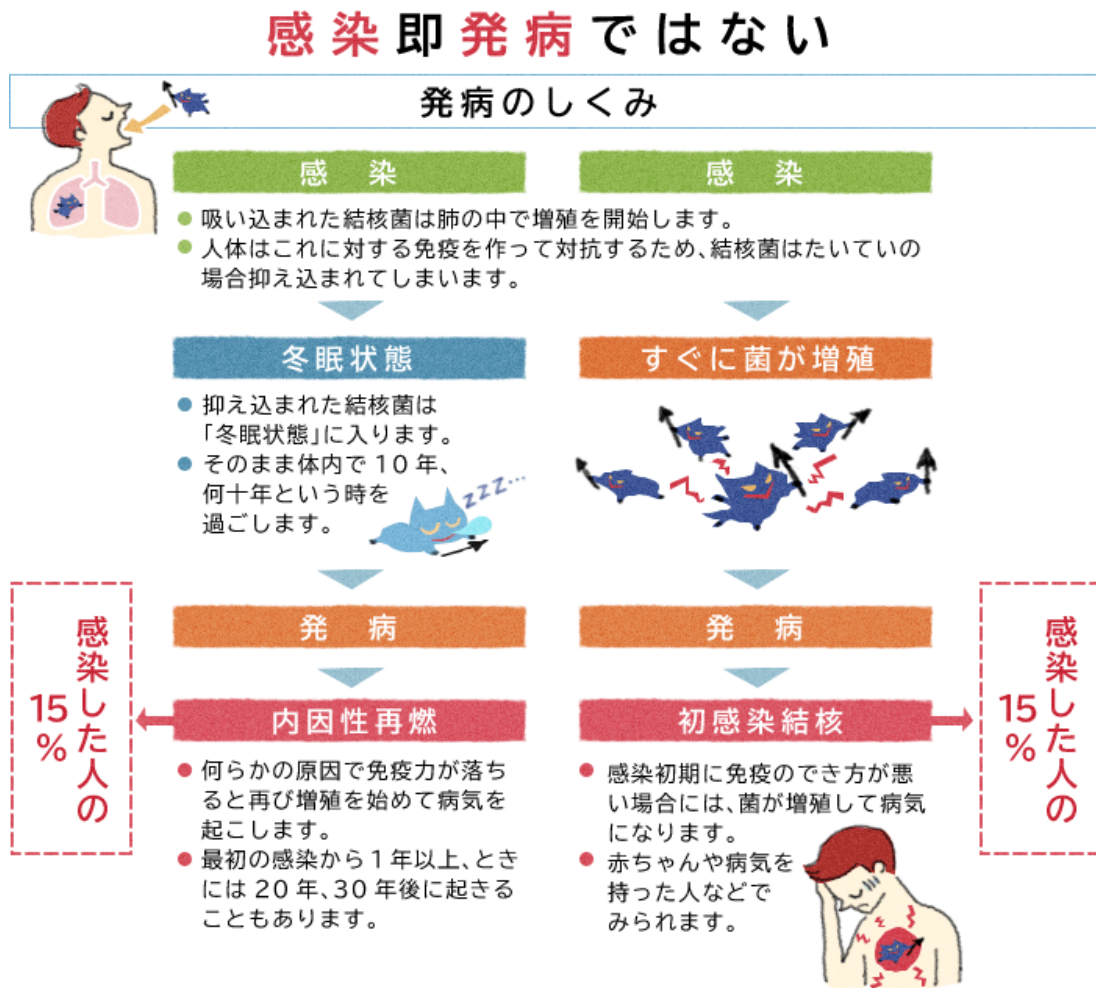 感染即発病ではない
発病のしくみ
感 染
感 染
● 吸い込まれた結核菌は肺の中で増殖を開始します。
● 人体はこれに対する免疫を作って対抗するため、結核菌はたいていの
場合抑え込まれてしまいます。
冬眠状態
● 抑え込まれた結核菌は
「冬眠状態」に入ります。
● そのまま体内で 10 年、
何十年という時を
過ごします。
zzz…
すぐに菌が増殖
発 病
発 病
内因性再燃
● 何らかの原因で免疫力が落ち
ると再び増殖を始めて病気を
起こします。
● 最初の感染から 1 年以上、とき
には 20 年、30 年後に起きる
こともあります。
感染した人の
15
%
初感染結核
● 感染初期に免疫のでき方が悪
い場合には、菌が増殖して病気
になります。
● 赤ちゃんや病気を
持った人などで
みられます。
感染した人の
15
%